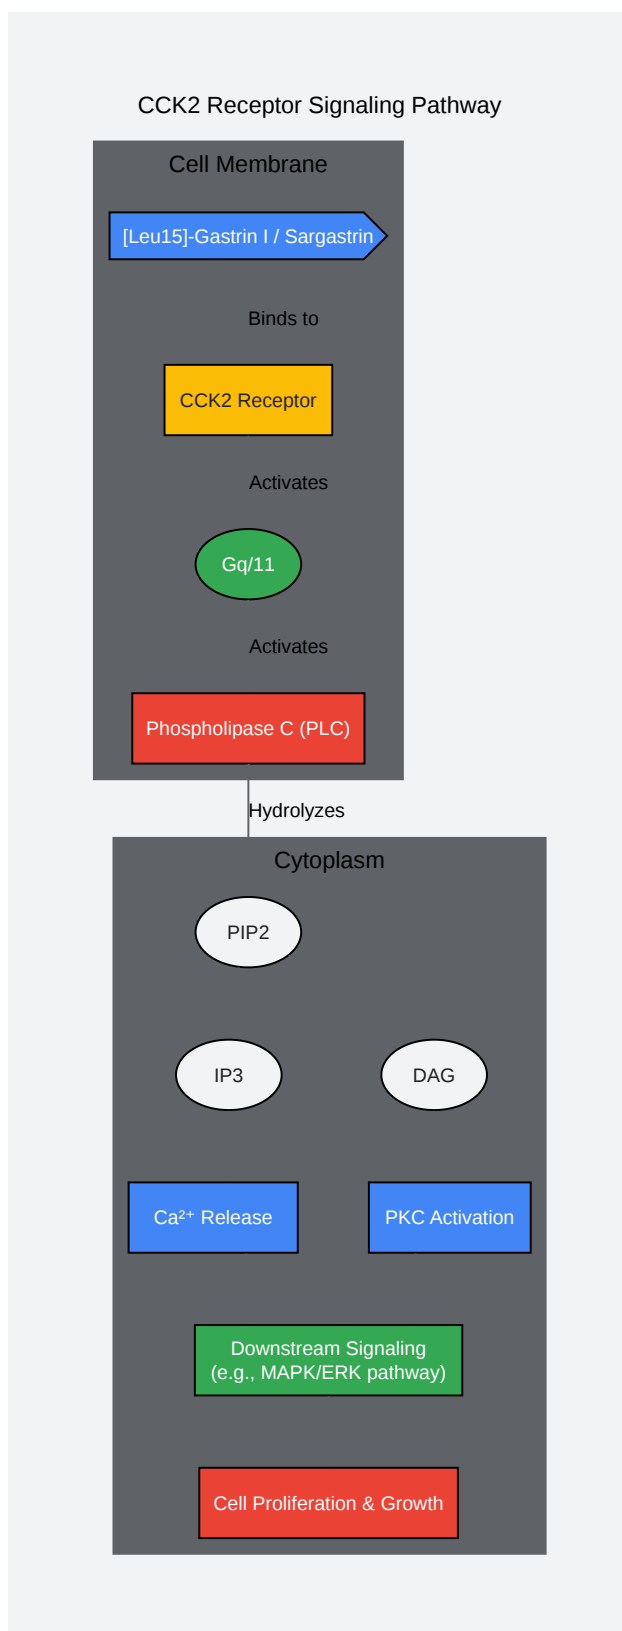 CCK2 Receptor Signaling Pathway
Cell Membrane
[Leu15]-Gastrin I / Sargastrin
Binds to
CCK2 Receptor
Activates
Gq/11
Activates
Phospholipase C (PLC)
Hydrolyzes
Cytoplasm
PIP2
IP3
DAG
Ca²⁺ Release
PKC Activation
Downstream Signaling
(e.g., MAPK/ERK pathway)
Cell Proliferation & Growth